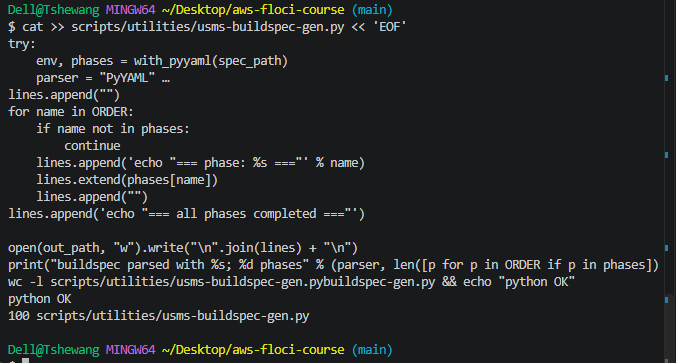 Dell@Tshewang MINGW64 ~/Desktop/aws-floci-course (main)
$ cat >> scripts/utilities/usms-buildspec-gen.py << 'EOF'
try:
    env, phases = with_pyyaml(spec_path)
    parser = "PyYAML" …
lines.append("")
for name in ORDER:
    if name not in phases:
        continue
    lines.append('echo "=== phase: %s ==="' % name)
    lines.extend(phases[name])
    lines.append("")
lines.append('echo "=== all phases completed ==="')

open(out_path, "w").write("\n".join(lines) + "\n")
print("buildspec parsed with %s; %d phases" % (parser, len([p for p in ORDER if p in phases])
wc -l scripts/utilities/usms-buildspec-gen.pybuildspec-gen.py && echo "python OK"
python OK
100 scripts/utilities/usms-buildspec-gen.py

Dell@Tshewang MINGW64 ~/Desktop/aws-floci-course (main)
$